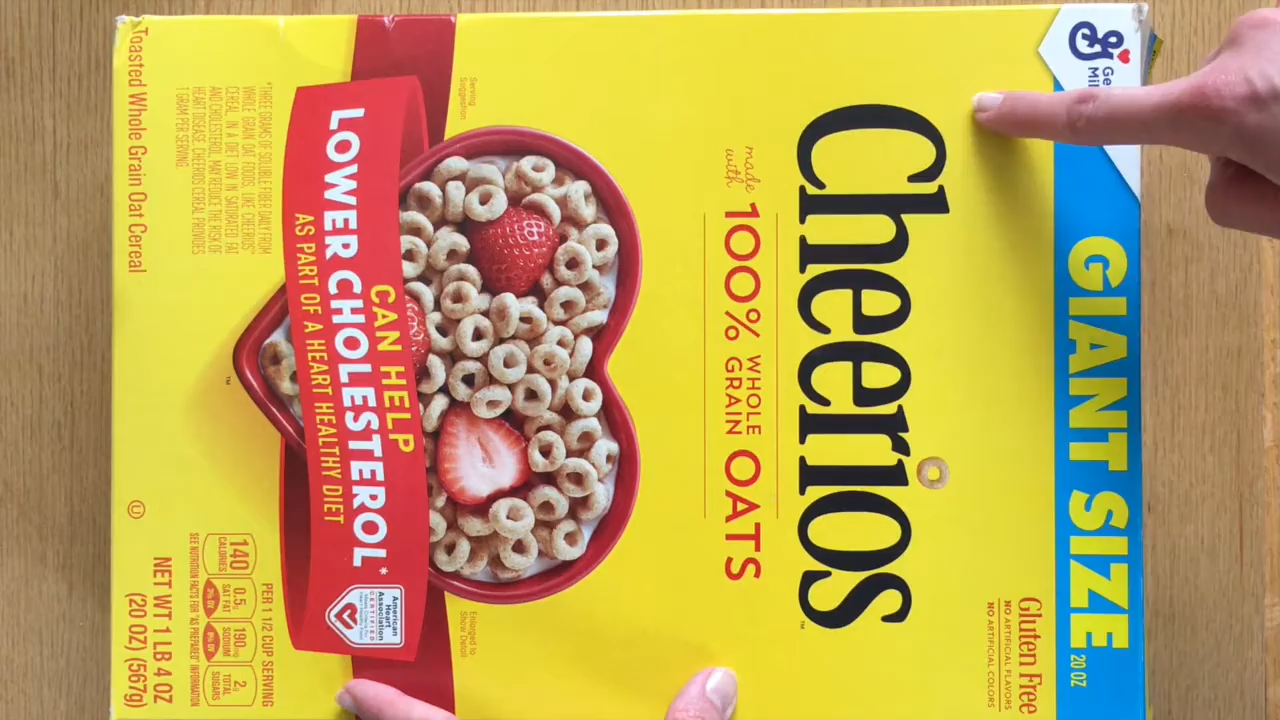 GIANT SIZE 20 OZ
Gluten Free
NO ARTIFICIAL FLAVORS
NO ARTIFICIAL COLORS
Cheerios™
made with 100% WHOLE GRAIN OATS
Serving
Suggestion
Enlarged to
Show Detail
CAN HELP
LOWER CHOLESTEROL*
AS PART OF A HEART HEALTHY DIET
American
Heart
Association
CERTIFIED
™
*THREE GRAMS OF SOLUBLE FIBER DAILY FROM
WHOLE GRAIN OAT FOODS, LIKE CHEERIOS™
CEREAL, IN A DIET LOW IN SATURATED FAT
AND CHOLESTEROL, MAY REDUCE THE RISK OF
HEART DISEASE. CHEERIOS CEREAL PROVIDES
1 GRAM PER SERVING.
PER 1 1/2 CUP SERVING
140 CALORIES
0.5g SAT FAT
190mg SODIUM
2g TOTAL SUGARS
SEE NUTRITION FACTS FOR "AS PREPARED" INFORMATION
Toasted Whole Grain Oat Cereal
U
NET WT 1 LB 4 OZ
(20 OZ) (567g)